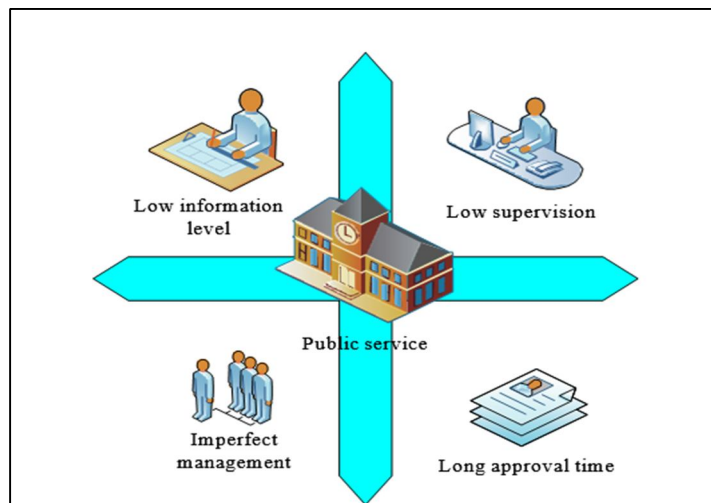 Low information
level
Low supervision
Public service
Imperfect
management
Long approval time